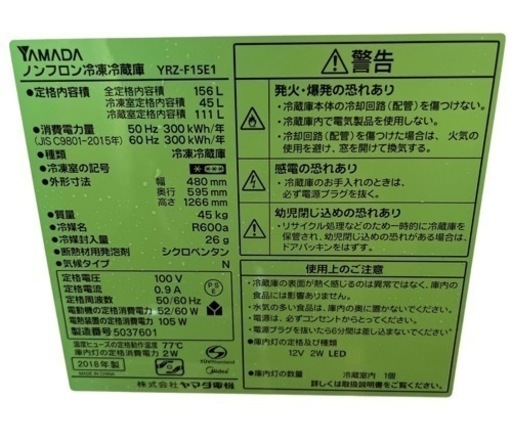 YAMADA
ノンフロン冷凍冷蔵庫 YRZ-F15E1
●定格内容積 全定格内容積 156 L
冷凍室定格内容積 45 L
冷蔵室定格内容積 111 L
●消費電力量 50 Hz 300 kWh/年
(JIS C9801-2015年) 60 Hz 300 kWh/年
●種類 冷凍冷蔵庫
●冷凍室の記号
●外形寸法 幅 480 mm
奥行 595 mm
高さ 1266 mm
●質量 45 kg
●冷媒名 R600a
●冷媒封入量 26 g
●断熱材用発泡剤 シクロペンタン
●気候タイプ N
定格電圧 100 V
定格電流 0.9 A
定格周波数 50/60 Hz
電動機の定格消費電力 52/60 W
電熱装置の定格消費電力 105 W
製造番号 5037601
PSE
温度ヒューズの定格動作温度 77℃
庫内灯の定格消費電力 2 W
2018年製
MADE IN CHINA
TÜVRheinland
Midea
株式会社 ヤマダ電機
警告
発火・爆発の恐れあり
・冷蔵庫本体の冷却回路(配管)を傷つけない。
・冷蔵庫内で電気製品を使用しない。
・冷却回路(配管)を傷つけた場合は、火気の
使用を避け、窓を開けて換気する。
感電の恐れあり
・冷蔵庫のお手入れのときは、
必ず電源プラグを抜く。
幼児閉じ込めの恐れあり
・リサイクル処理などのため一時的に冷蔵庫を
保管され、幼児閉じ込めの恐れがある場合は、
ドアパッキンをはずす。
使用上のご注意
・冷蔵庫の表面が熱く感じるのは異常ではなく、庫内の
食品には影響ありません。
・水気の多い食品は、庫内の奥に置かないでください。
・電源は、必ずコンセントからとってください。
・電源プラグを抜いたら6分間は差し込まないでください。
●庫内灯の定格及び種類
12V 2W LED
庫内灯の数量 冷蔵室内 1個
詳しくは取扱説明書をご覧ください。